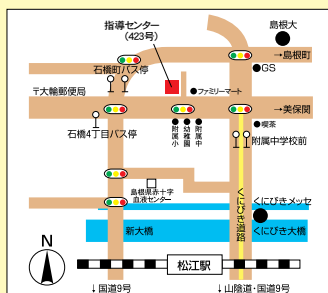 指導センター
(423号)
島根大
石橋町バス停
GS
→島根町
〒大輪郵便局
ファミリーマート
→美保関
石橋4丁目バス停
附属小
幼稚園
附属中
喫茶
附属中学校前
島根県赤十字
血液センター
くにびき道路
くにびきメッセ
新大橋
くにびき大橋
N
松江駅
↓国道9号
↓山陰道・国道9号